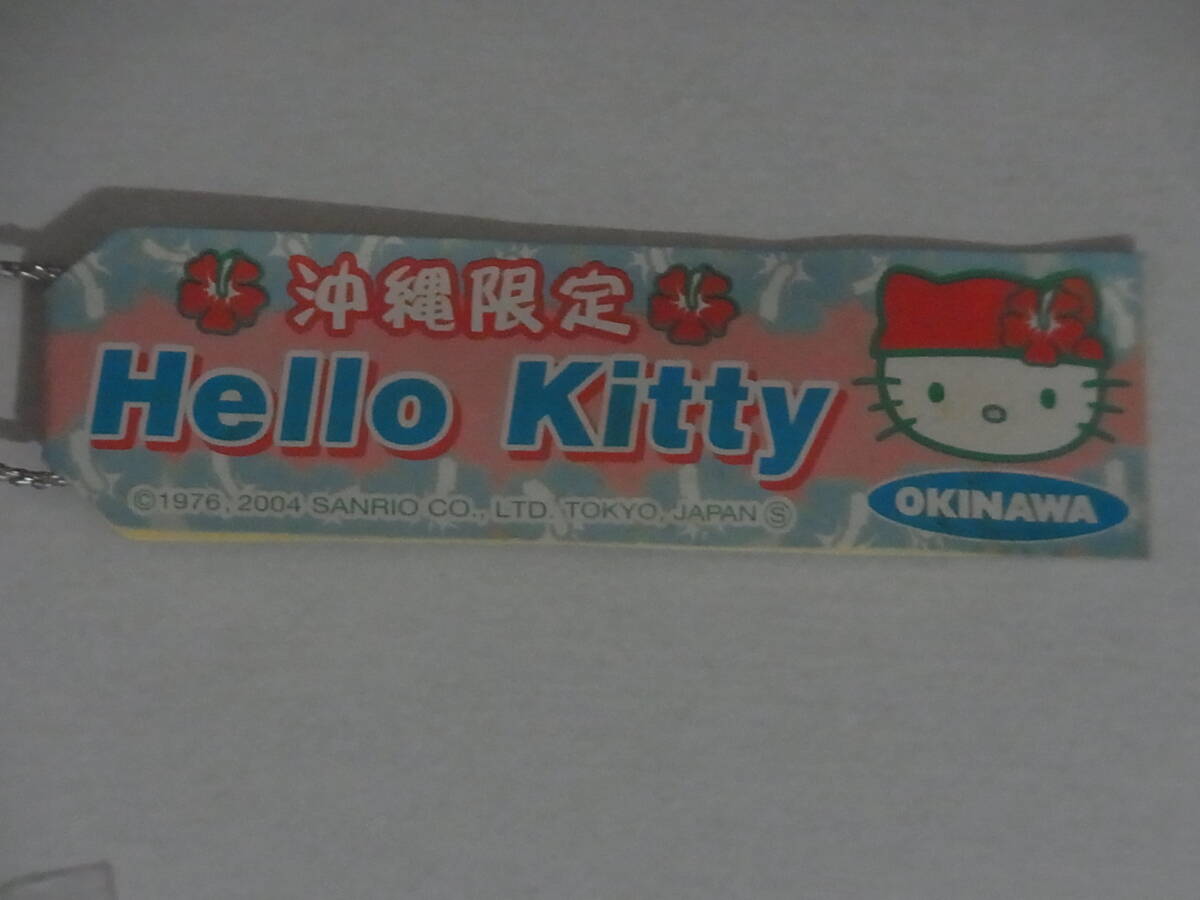 沖縄限定
Hello Kitty
©1976, 2004 SANRIO CO., LTD. TOKYO, JAPAN Ⓢ
OKINAWA